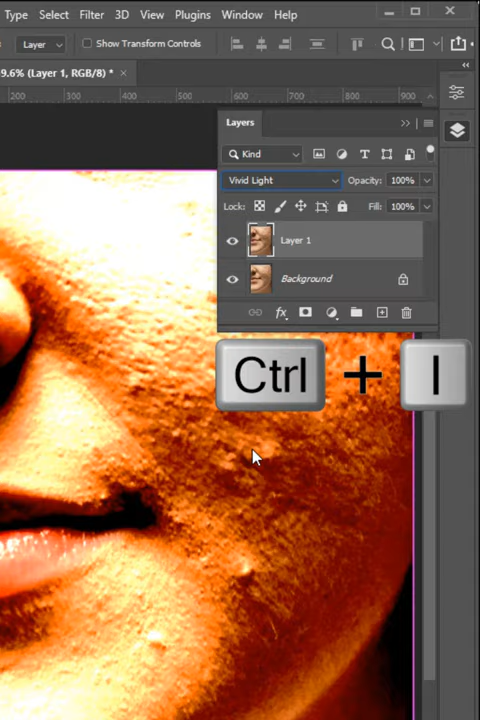 Type Select Filter 3D View Plugins Window Help
Layer Show Transform Controls
9.6% (Layer 1, RGB/8) * ×
200 300 400 500 600 700 800 900
Layers
Kind
Vivid Light Opacity: 100%
Lock: Fill: 100%
Layer 1
Background
fx
Ctrl + I